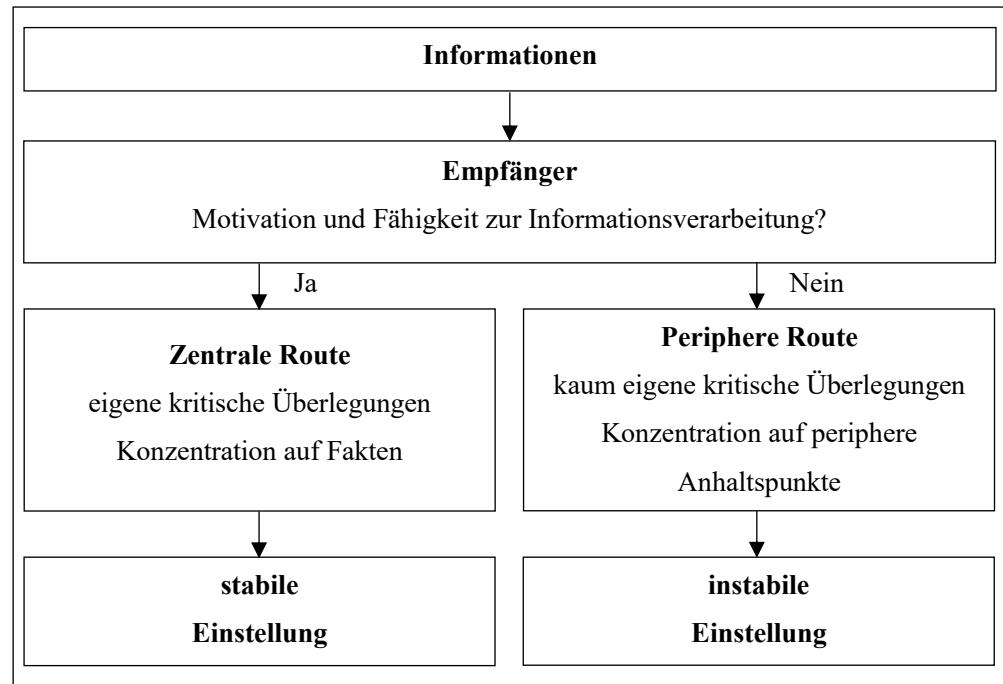 Informationen
Empfänger
Motivation und Fähigkeit zur Informationsverarbeitung?
Ja
Nein
Zentrale Route
eigene kritische Überlegungen
Konzentration auf Fakten
Periphere Route
kaum eigene kritische Überlegungen
Konzentration auf periphere
Anhaltspunkte
stabile
Einstellung
instabile
Einstellung